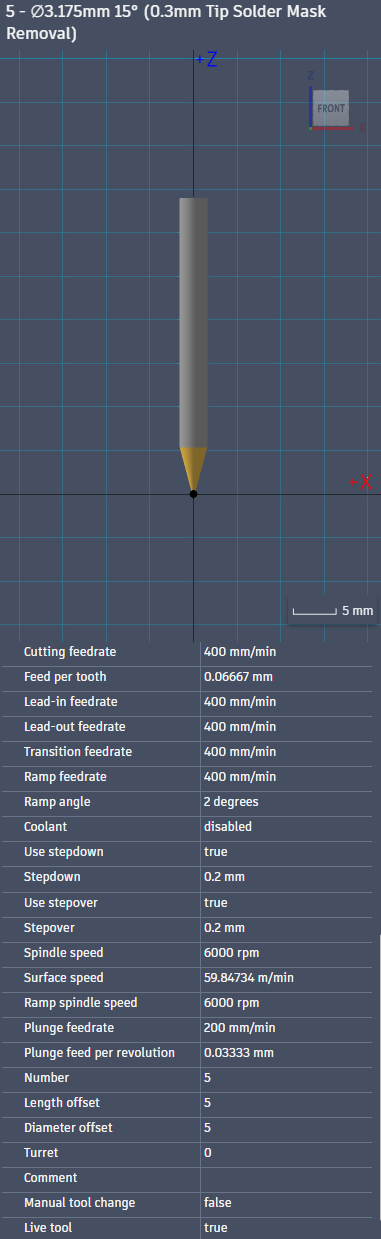 5 - Ø3.175mm 15° (0.3mm Tip Solder Mask
Removal)
+Z
Z
FRONT
X
+X
5 mm
Cutting feedrate 400 mm/min
Feed per tooth 0.06667 mm
Lead-in feedrate 400 mm/min
Lead-out feedrate 400 mm/min
Transition feedrate 400 mm/min
Ramp feedrate 400 mm/min
Ramp angle 2 degrees
Coolant disabled
Use stepdown true
Stepdown 0.2 mm
Use stepover true
Stepover 0.2 mm
Spindle speed 6000 rpm
Surface speed 59.84734 m/min
Ramp spindle speed 6000 rpm
Plunge feedrate 200 mm/min
Plunge feed per revolution 0.03333 mm
Number 5
Length offset 5
Diameter offset 5
Turret 0
Comment
Manual tool change false
Live tool true